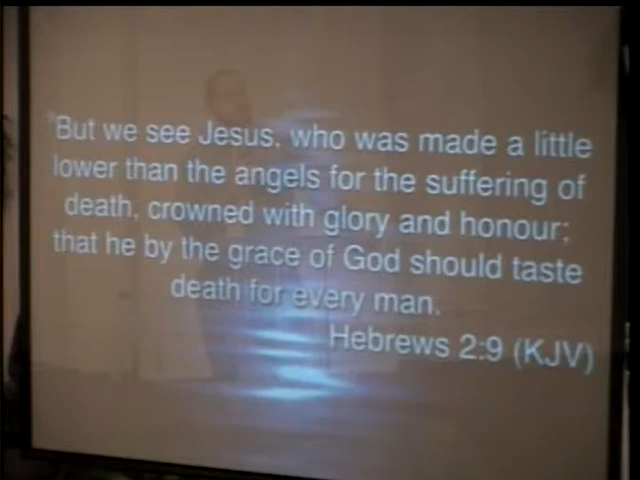 "But we see Jesus, who was made a little
lower than the angels for the suffering of
death, crowned with glory and honour;
that he by the grace of God should taste
death for every man.
Hebrews 2:9 (KJV)